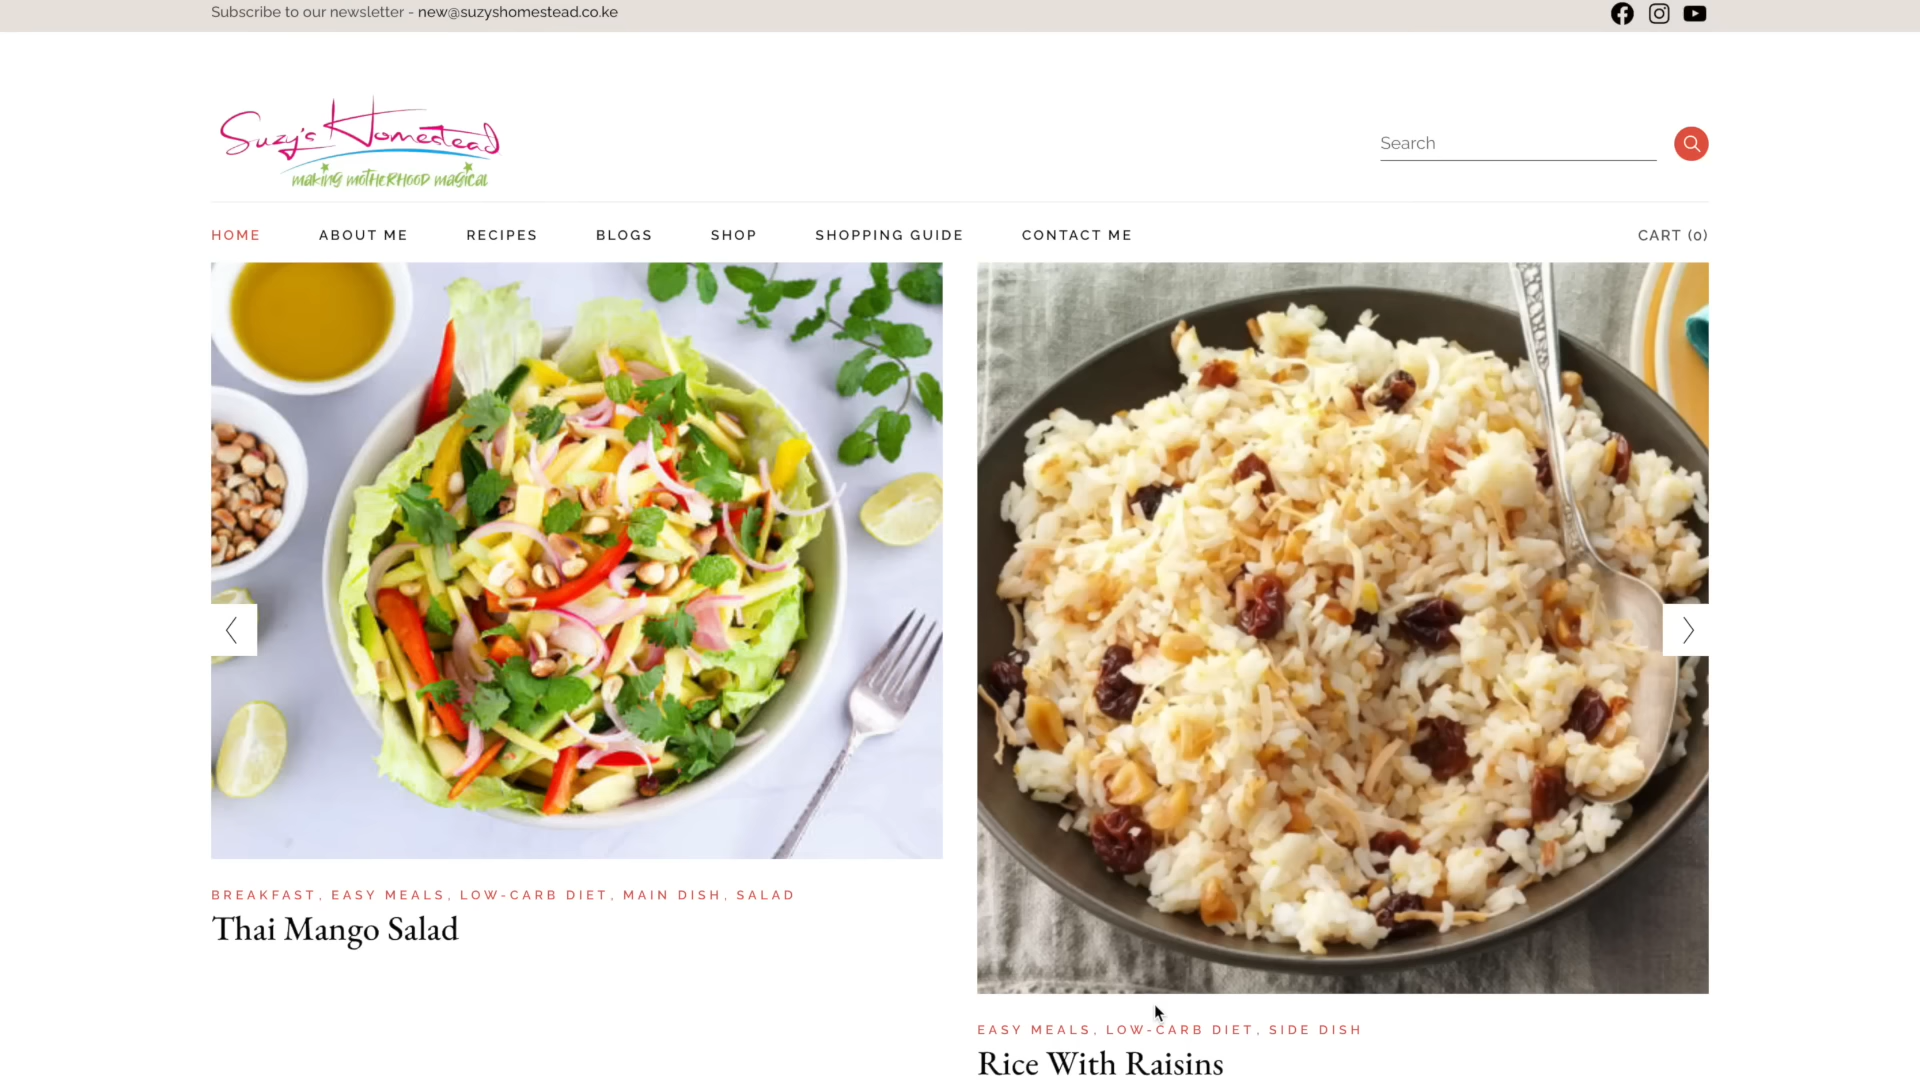 Subscribe to our newsletter - new@suzyshomestead.co.ke
Suzy's Homestead
making motherhood magical
Search
HOME ABOUT ME RECIPES BLOGS SHOP SHOPPING GUIDE CONTACT ME CART (0)
BREAKFAST, EASY MEALS, LOW-CARB DIET, MAIN DISH, SALAD
Thai Mango Salad
EASY MEALS, LOW-CARB DIET, SIDE DISH
Rice With Raisins